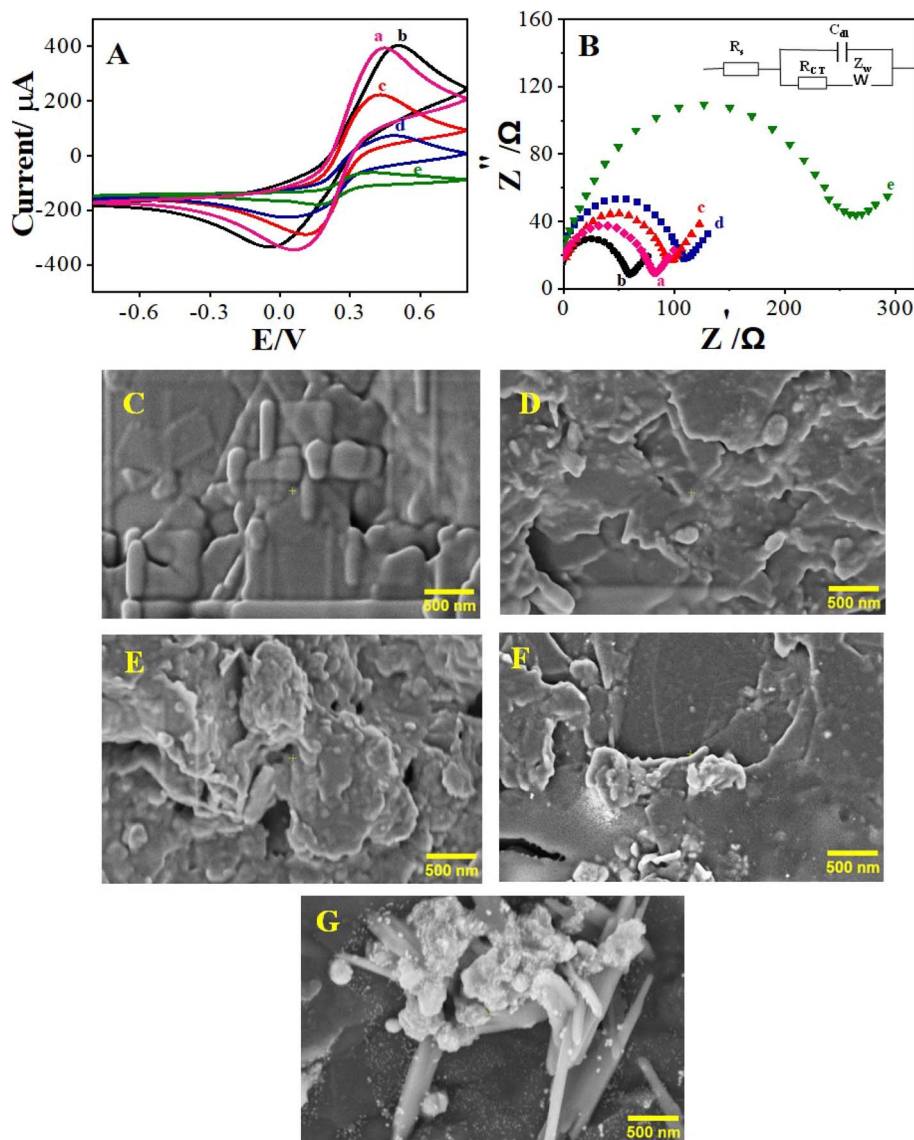 A
a
b
c
d
e
Current/ μA
400
200
0
-200
-400
-0.6
-0.3
0.0
0.3
0.6
E/V
B
Rs
Cdl
RCT
Zw
W
Z''/Ω
160
120
80
40
0
e
c
d
b
a
0
100
200
300
Z'/Ω
C
500 nm
D
500 nm
E
500 nm
F
500 nm
G
500 nm